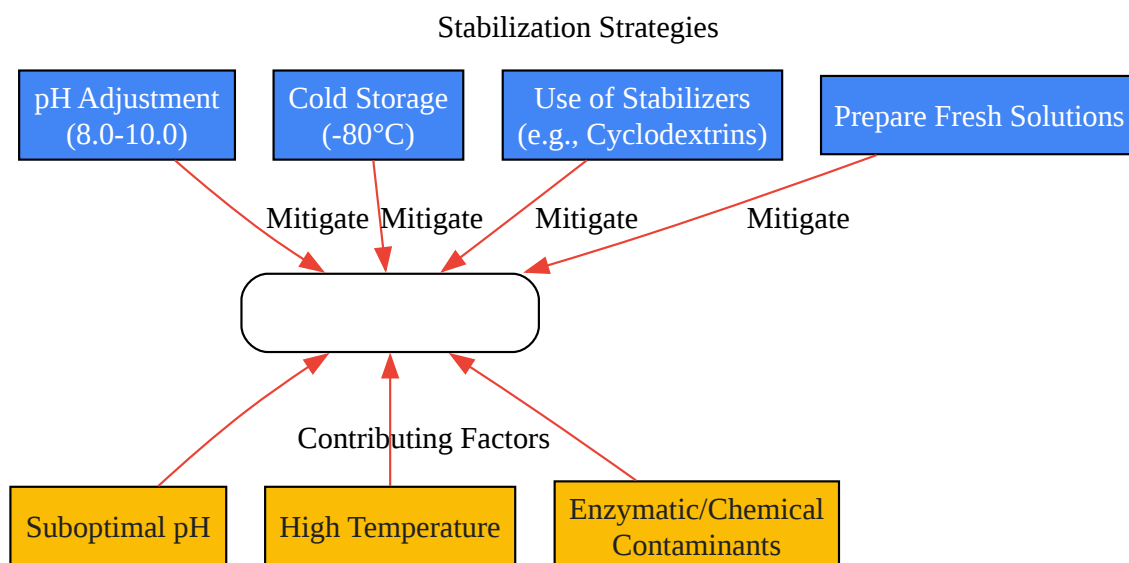 Stabilization Strategies
pH Adjustment
(8.0-10.0)
Cold Storage
(-80°C)
Use of Stabilizers
(e.g., Cyclodextrins)
Prepare Fresh Solutions
Mitigate
Mitigate
Mitigate
Mitigate
Contributing Factors
Suboptimal pH
High Temperature
Enzymatic/Chemical
Contaminants